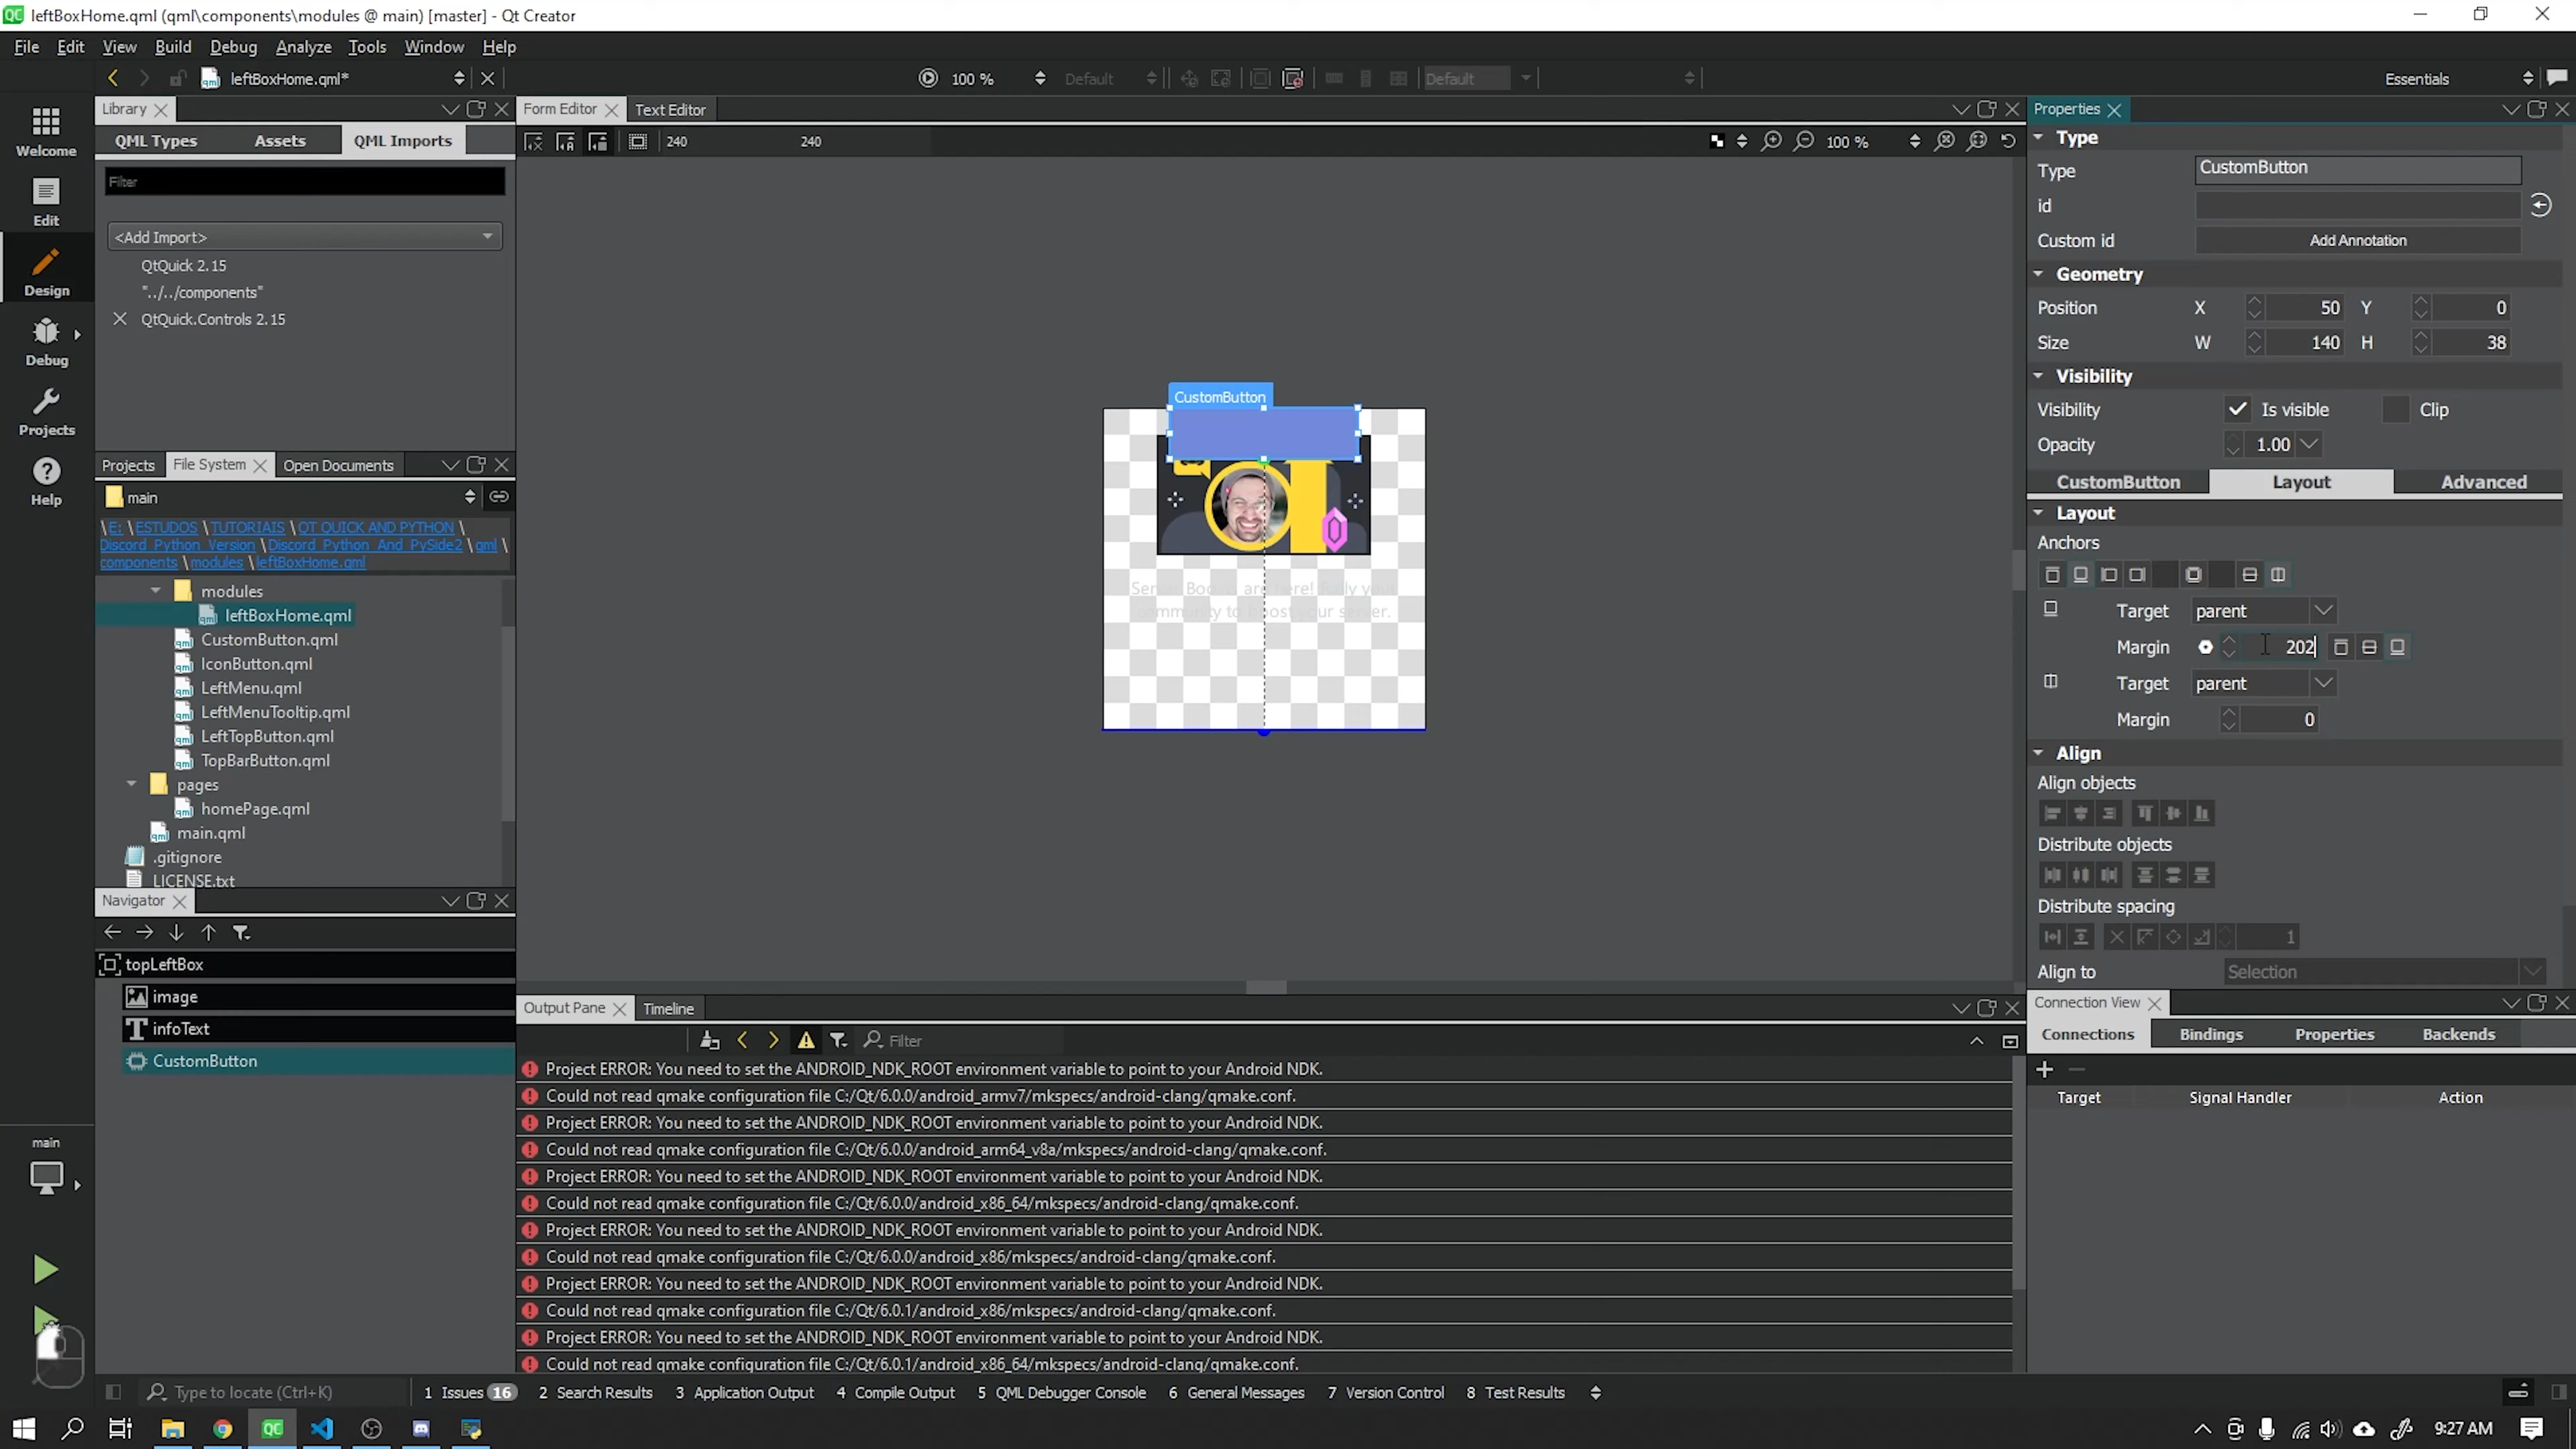 leftBoxHome.qml (qml\components\modules @ main) [master] - Qt Creator
File Edit View Build Debug Analyze Tools Window Help
leftBoxHome.qml*
100 %
Default
Default
Essentials
Library
Form Editor
Text Editor
Properties
QML Types Assets QML Imports
240 240
100 %
Filter
<Add Import>
QtQuick 2.15
"../../components"
QtQuick.Controls 2.15
Welcome
Edit
Design
Debug
Projects
Help
Projects File System Open Documents
main
\E: \ESTUDOS \TUTORIAIS \QT QUICK AND PYTHON \
Discord_Python_Version \Discord_Python_And_PySide2 \qml \
components \modules \leftBoxHome.qml
modules
leftBoxHome.qml
CustomButton.qml
IconButton.qml
LeftMenu.qml
LeftMenuTooltip.qml
LeftTopButton.qml
TopBarButton.qml
pages
homePage.qml
main.qml
.gitignore
LICENSE.txt
Navigator
topLeftBox
image
infoText
CustomButton
main
CustomButton
your server.
Type
Type CustomButton
id
Custom id Add Annotation
Geometry
Position X 50 Y 0
Size W 140 H 38
Visibility
Visibility Is visible Clip
Opacity 1.00
CustomButton Layout Advanced
Layout
Anchors
Target parent
Margin 202
Target parent
Margin 0
Align
Align objects
Distribute objects
Distribute spacing
1
Align to Selection
Output Pane Timeline
Filter
Project ERROR: You need to set the ANDROID_NDK_ROOT environment variable to point to your Android NDK.
Could not read qmake configuration file C:/Qt/6.0.0/android_armv7/mkspecs/android-clang/qmake.conf.
Project ERROR: You need to set the ANDROID_NDK_ROOT environment variable to point to your Android NDK.
Could not read qmake configuration file C:/Qt/6.0.0/android_arm64_v8a/mkspecs/android-clang/qmake.conf.
Project ERROR: You need to set the ANDROID_NDK_ROOT environment variable to point to your Android NDK.
Could not read qmake configuration file C:/Qt/6.0.0/android_x86_64/mkspecs/android-clang/qmake.conf.
Project ERROR: You need to set the ANDROID_NDK_ROOT environment variable to point to your Android NDK.
Could not read qmake configuration file C:/Qt/6.0.0/android_x86/mkspecs/android-clang/qmake.conf.
Project ERROR: You need to set the ANDROID_NDK_ROOT environment variable to point to your Android NDK.
Could not read qmake configuration file C:/Qt/6.0.1/android_x86/mkspecs/android-clang/qmake.conf.
Project ERROR: You need to set the ANDROID_NDK_ROOT environment variable to point to your Android NDK.
Could not read qmake configuration file C:/Qt/6.0.1/android_x86_64/mkspecs/android-clang/qmake.conf.
Connection View
Connections Bindings Properties Backends
Target Signal Handler Action
Type to locate (Ctrl+K)
1 Issues 16 2 Search Results 3 Application Output 4 Compile Output 5 QML Debugger Console 6 General Messages 7 Version Control 8 Test Results
9:27 AM